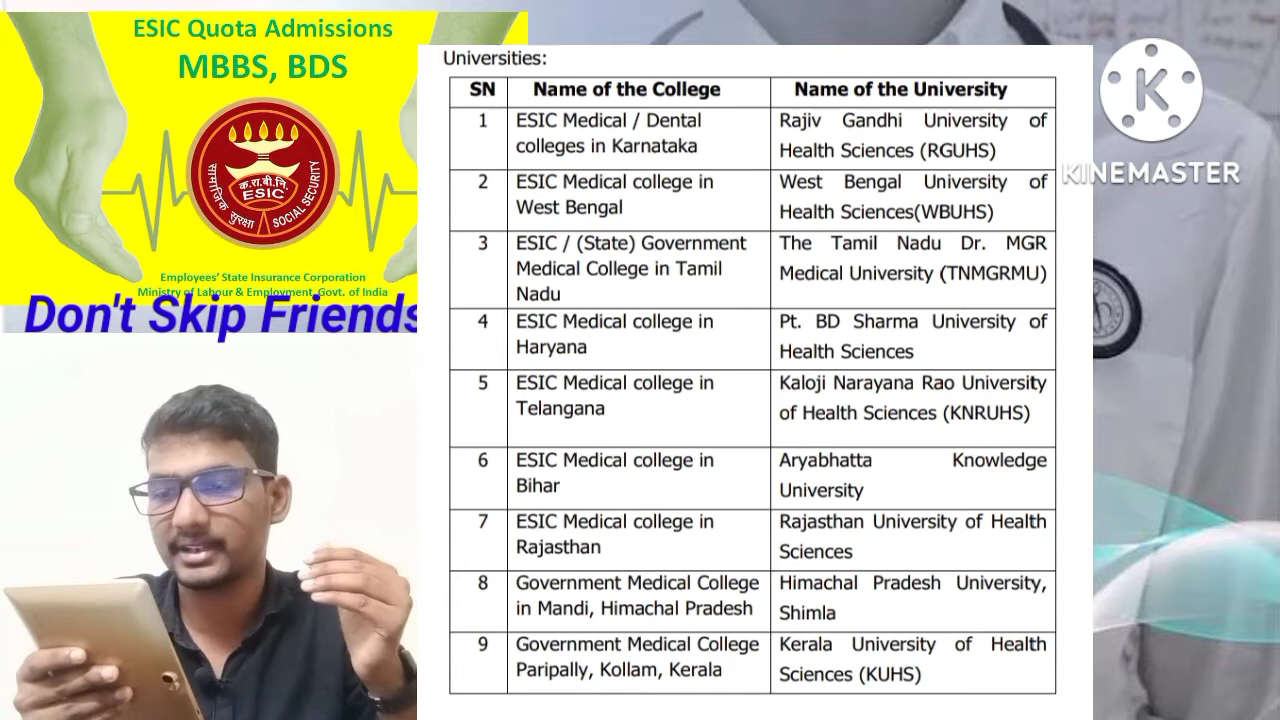 ESIC Quota Admissions
MBBS, BDS
सामाजिक सुरक्षा
क.रा.बी.नि.
ESIC
SOCIAL SECURITY
Employees' State Insurance Corporation
Ministry of Labour & Employment, Govt. of India
Don't Skip Friends
Universities:
SN Name of the College Name of the University
1 ESIC Medical / Dental colleges in Karnataka Rajiv Gandhi University of Health Sciences (RGUHS)
2 ESIC Medical college in West Bengal West Bengal University of Health Sciences(WBUHS)
3 ESIC / (State) Government Medical College in Tamil Nadu The Tamil Nadu Dr. MGR Medical University (TNMGRMU)
4 ESIC Medical college in Haryana Pt. BD Sharma University of Health Sciences
5 ESIC Medical college in Telangana Kaloji Narayana Rao University of Health Sciences (KNRUHS)
6 ESIC Medical college in Bihar Aryabhatta Knowledge University
7 ESIC Medical college in Rajasthan Rajasthan University of Health Sciences
8 Government Medical College in Mandi, Himachal Pradesh Himachal Pradesh University, Shimla
9 Government Medical College Paripally, Kollam, Kerala Kerala University of Health Sciences (KUHS)
K
KINEMASTER